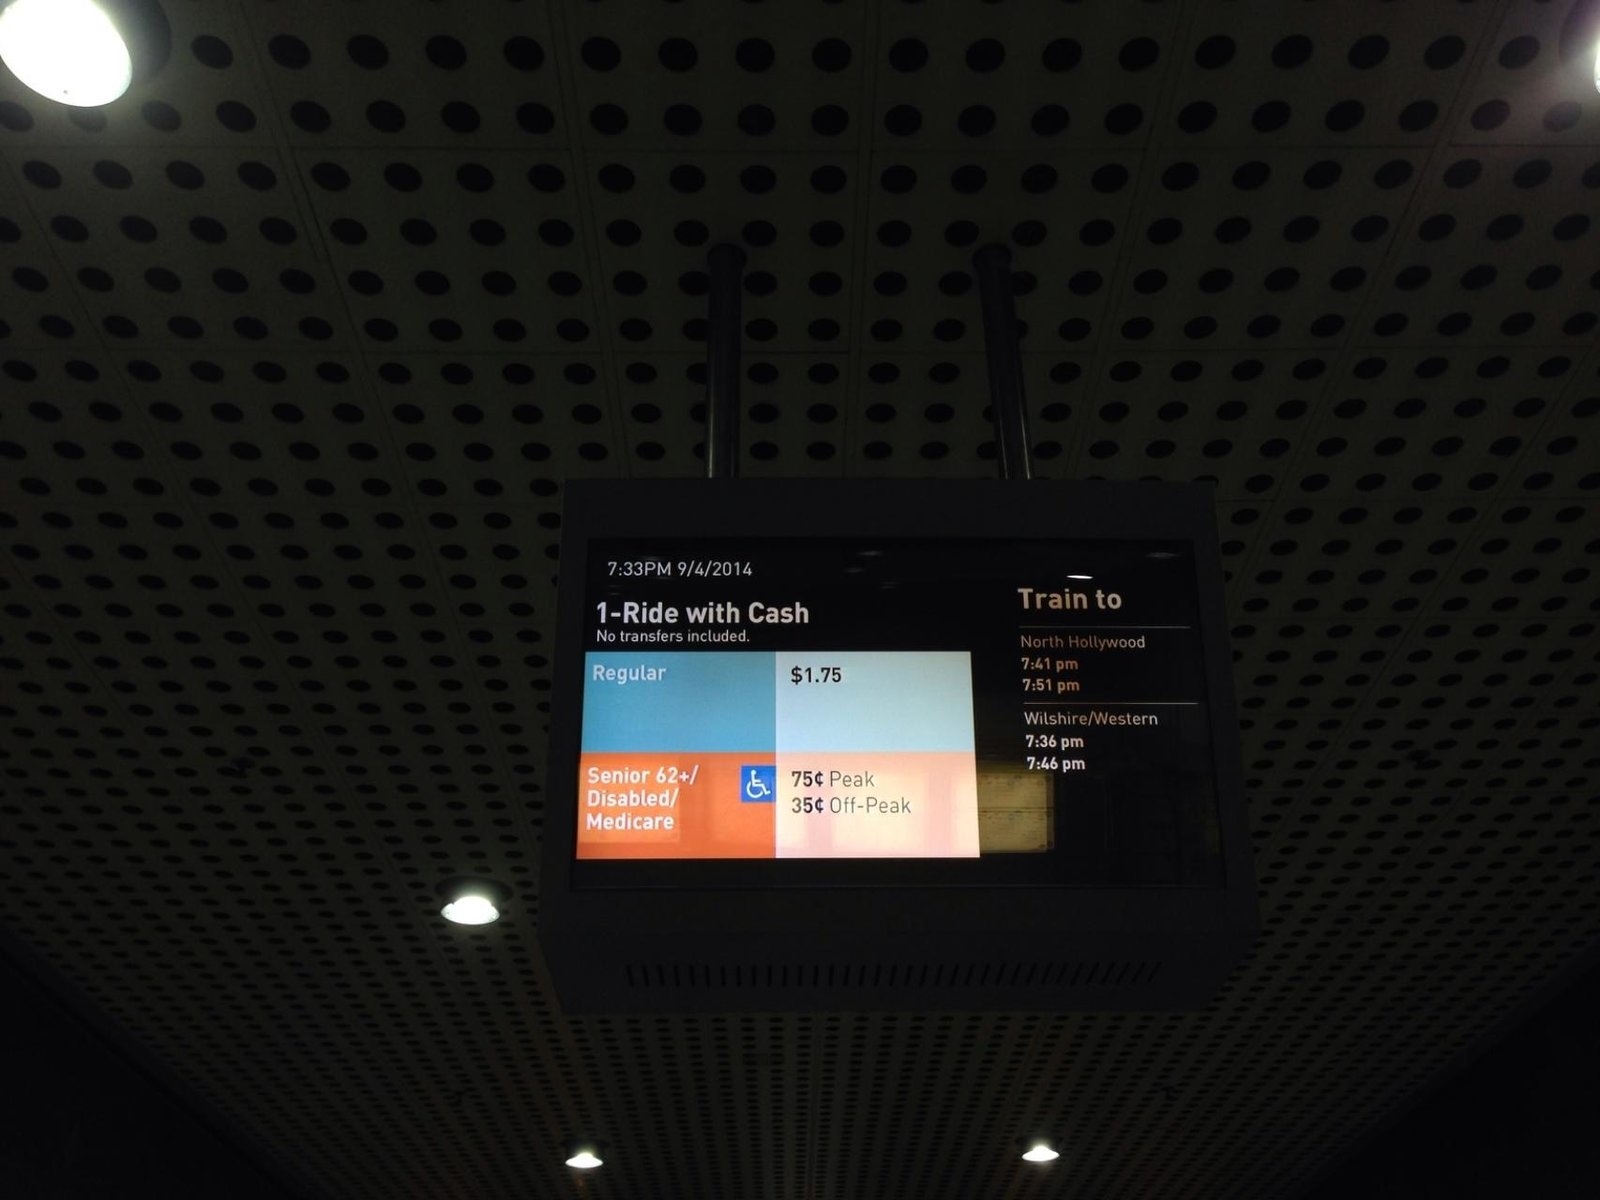 7:33PM 9/4/2014
1-Ride with Cash
No transfers included.
Regular
$1.75
Senior 62+/
Disabled/
Medicare
75¢ Peak
35¢ Off-Peak
Train to
North Hollywood
7:41 pm
7:51 pm
Wilshire/Western
7:36 pm
7:46 pm